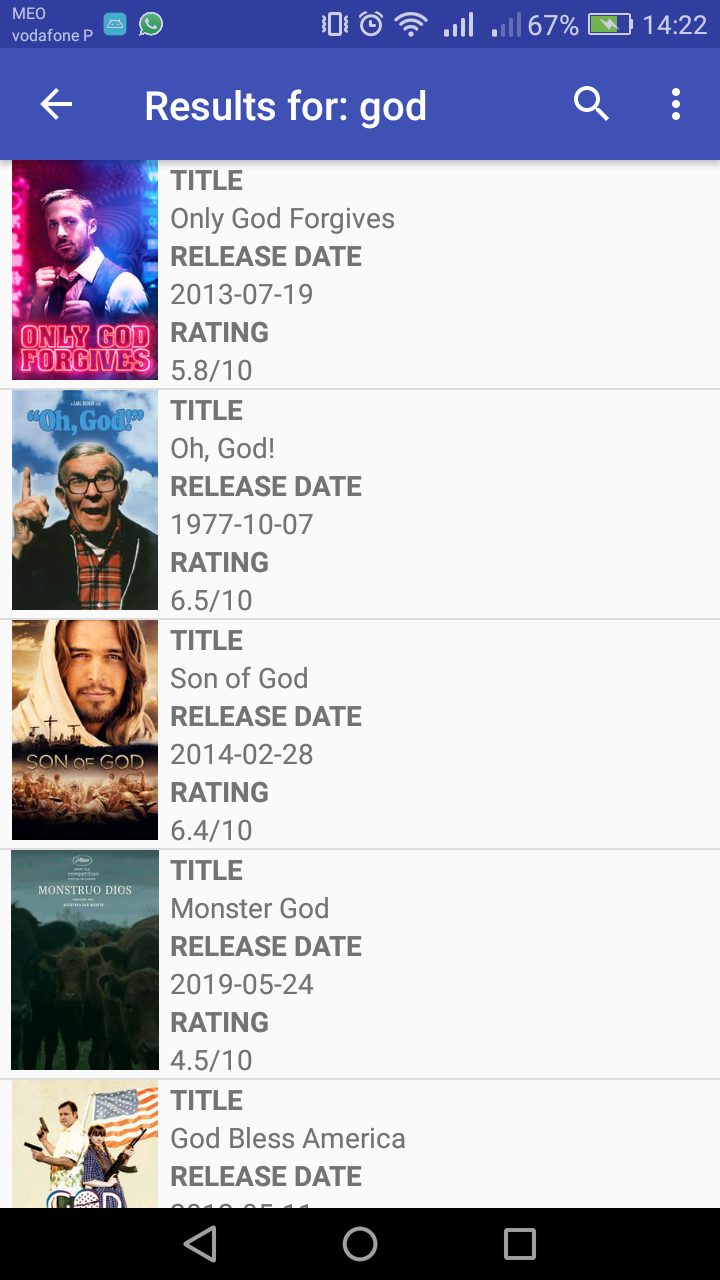 MEO
vodafone P
67% 14:22
Results for: god
ONLY GOD
FORGIVES
TITLE
Only God Forgives
RELEASE DATE
2013-07-19
RATING
5.8/10
"Oh, God!"
TITLE
Oh, God!
RELEASE DATE
1977-10-07
RATING
6.5/10
SON OF GOD
TITLE
Son of God
RELEASE DATE
2014-02-28
RATING
6.4/10
competition
MONSTRUO DIOS
TITLE
Monster God
RELEASE DATE
2019-05-24
RATING
4.5/10
GOD
TITLE
God Bless America
RELEASE DATE